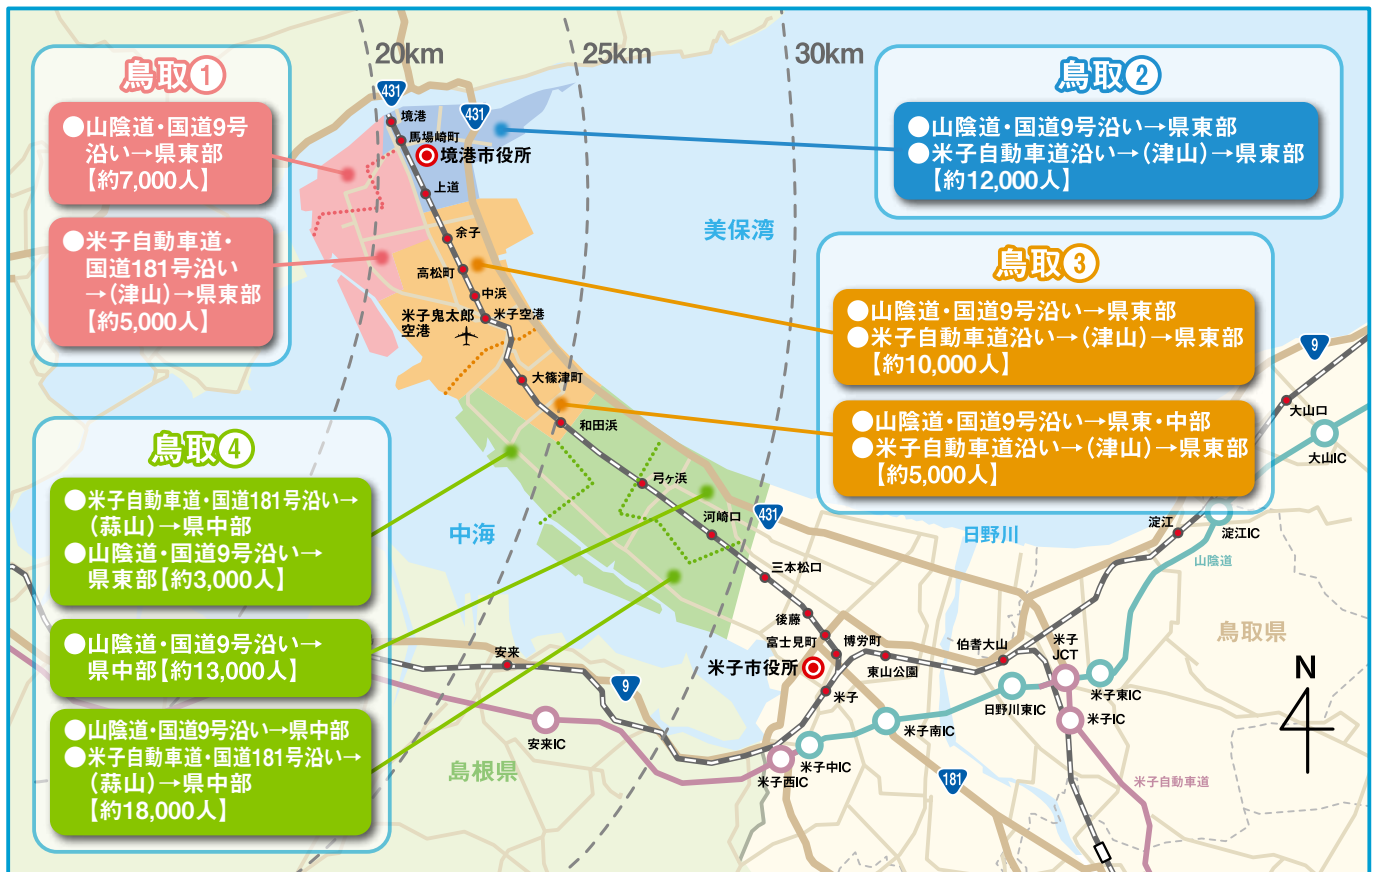 20km
25km
30km
鳥取①
●山陰道・国道9号
沿い→県東部
【約7,000人】
●米子自動車道・
国道181号沿い
→(津山)→県東部
【約5,000人】
鳥取②
●山陰道・国道9号沿い→県東部
●米子自動車道沿い→(津山)→県東部
【約12,000人】
鳥取③
●山陰道・国道9号沿い→県東部
●米子自動車道沿い→(津山)→県東部
【約10,000人】
●山陰道・国道9号沿い→県東・中部
●米子自動車道沿い→(津山)→県東部
【約5,000人】
鳥取④
●米子自動車道・国道181号沿い→
(蒜山)→県中部
●山陰道・国道9号沿い→
県東部【約3,000人】
●山陰道・国道9号沿い→
県中部【約13,000人】
●山陰道・国道9号沿い→県中部
●米子自動車道・国道181号沿い→
(蒜山)→県中部
【約18,000人】
431
431
境港
馬場崎町
境港市役所
上道
余子
高松町
中浜
米子鬼太郎
空港
米子空港
大篠津町
和田浜
弓ヶ浜
河崎口
三本松口
後藤
富士見町
博労町
米子市役所
米子
東山公園
伯耆大山
美保湾
中海
日野川
431
9
大山口
大山IC
淀江
淀江IC
山陰道
鳥取県
米子
JCT
米子東IC
日野川東IC
米子IC
米子南IC
米子中IC
米子西IC
安来
9
安来IC
島根県
181
米子自動車道
N